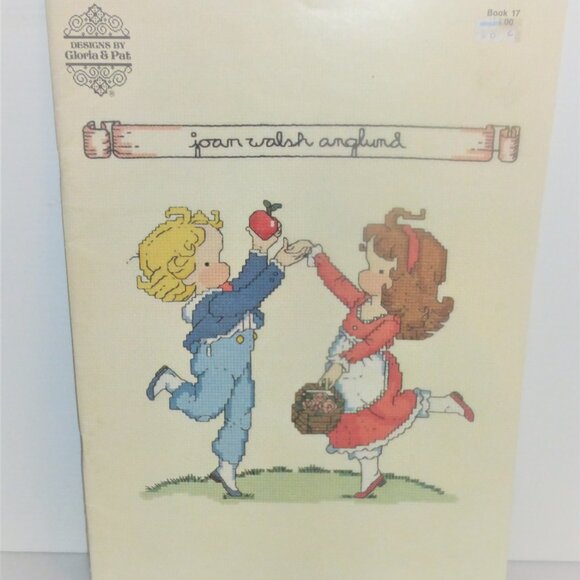 DESIGNS BY
Gloria & Pat
®
Book 17
joan walsh anglund